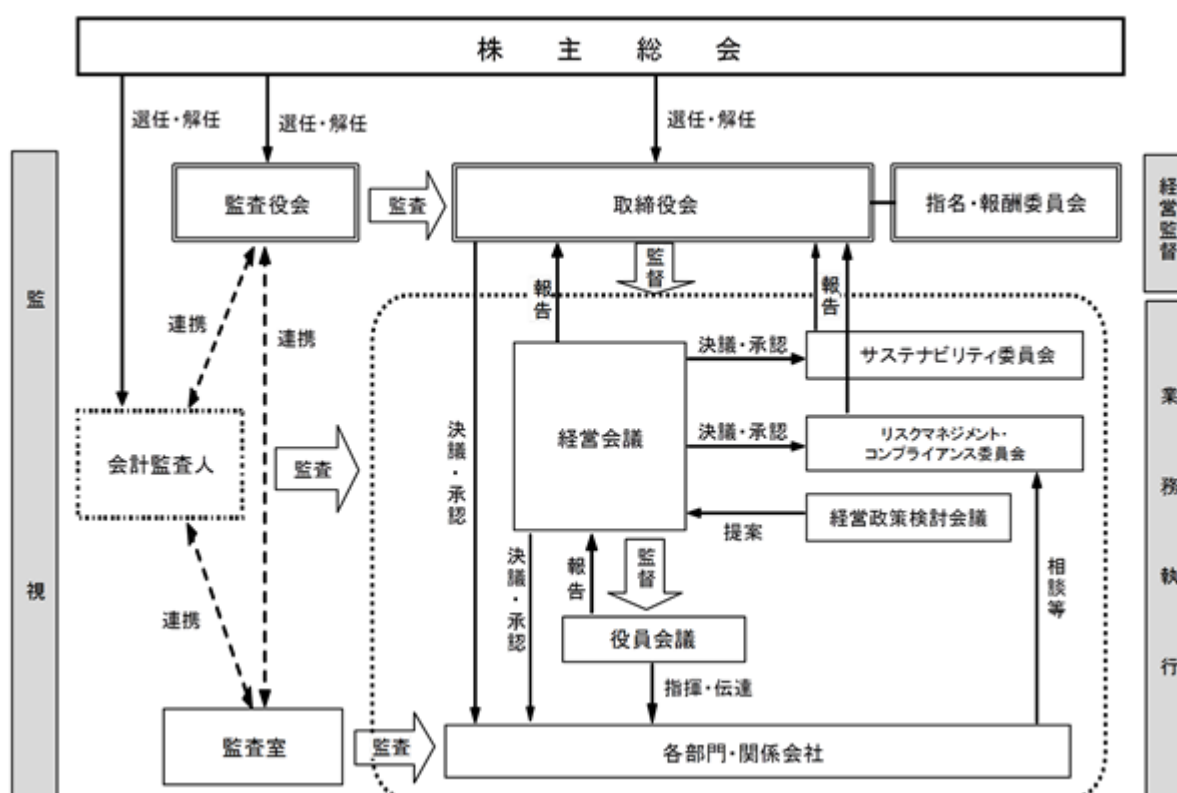 株主総会
選任・解任
選任・解任
選任・解任
監査役会
監査
取締役会
指名・報酬委員会
経営監督
監視
連携
連携
報告
監督
報告
決議・承認
サステナビリティ委員会
会計監査人
監査
決議・承認
経営会議
決議・承認
リスクマネジメント・
コンプライアンス委員会
業務執行
提案
経営政策検討会議
連携
決議・承認
報告
監督
相談等
役員会議
指揮・伝達
監査室
監査
各部門・関係会社